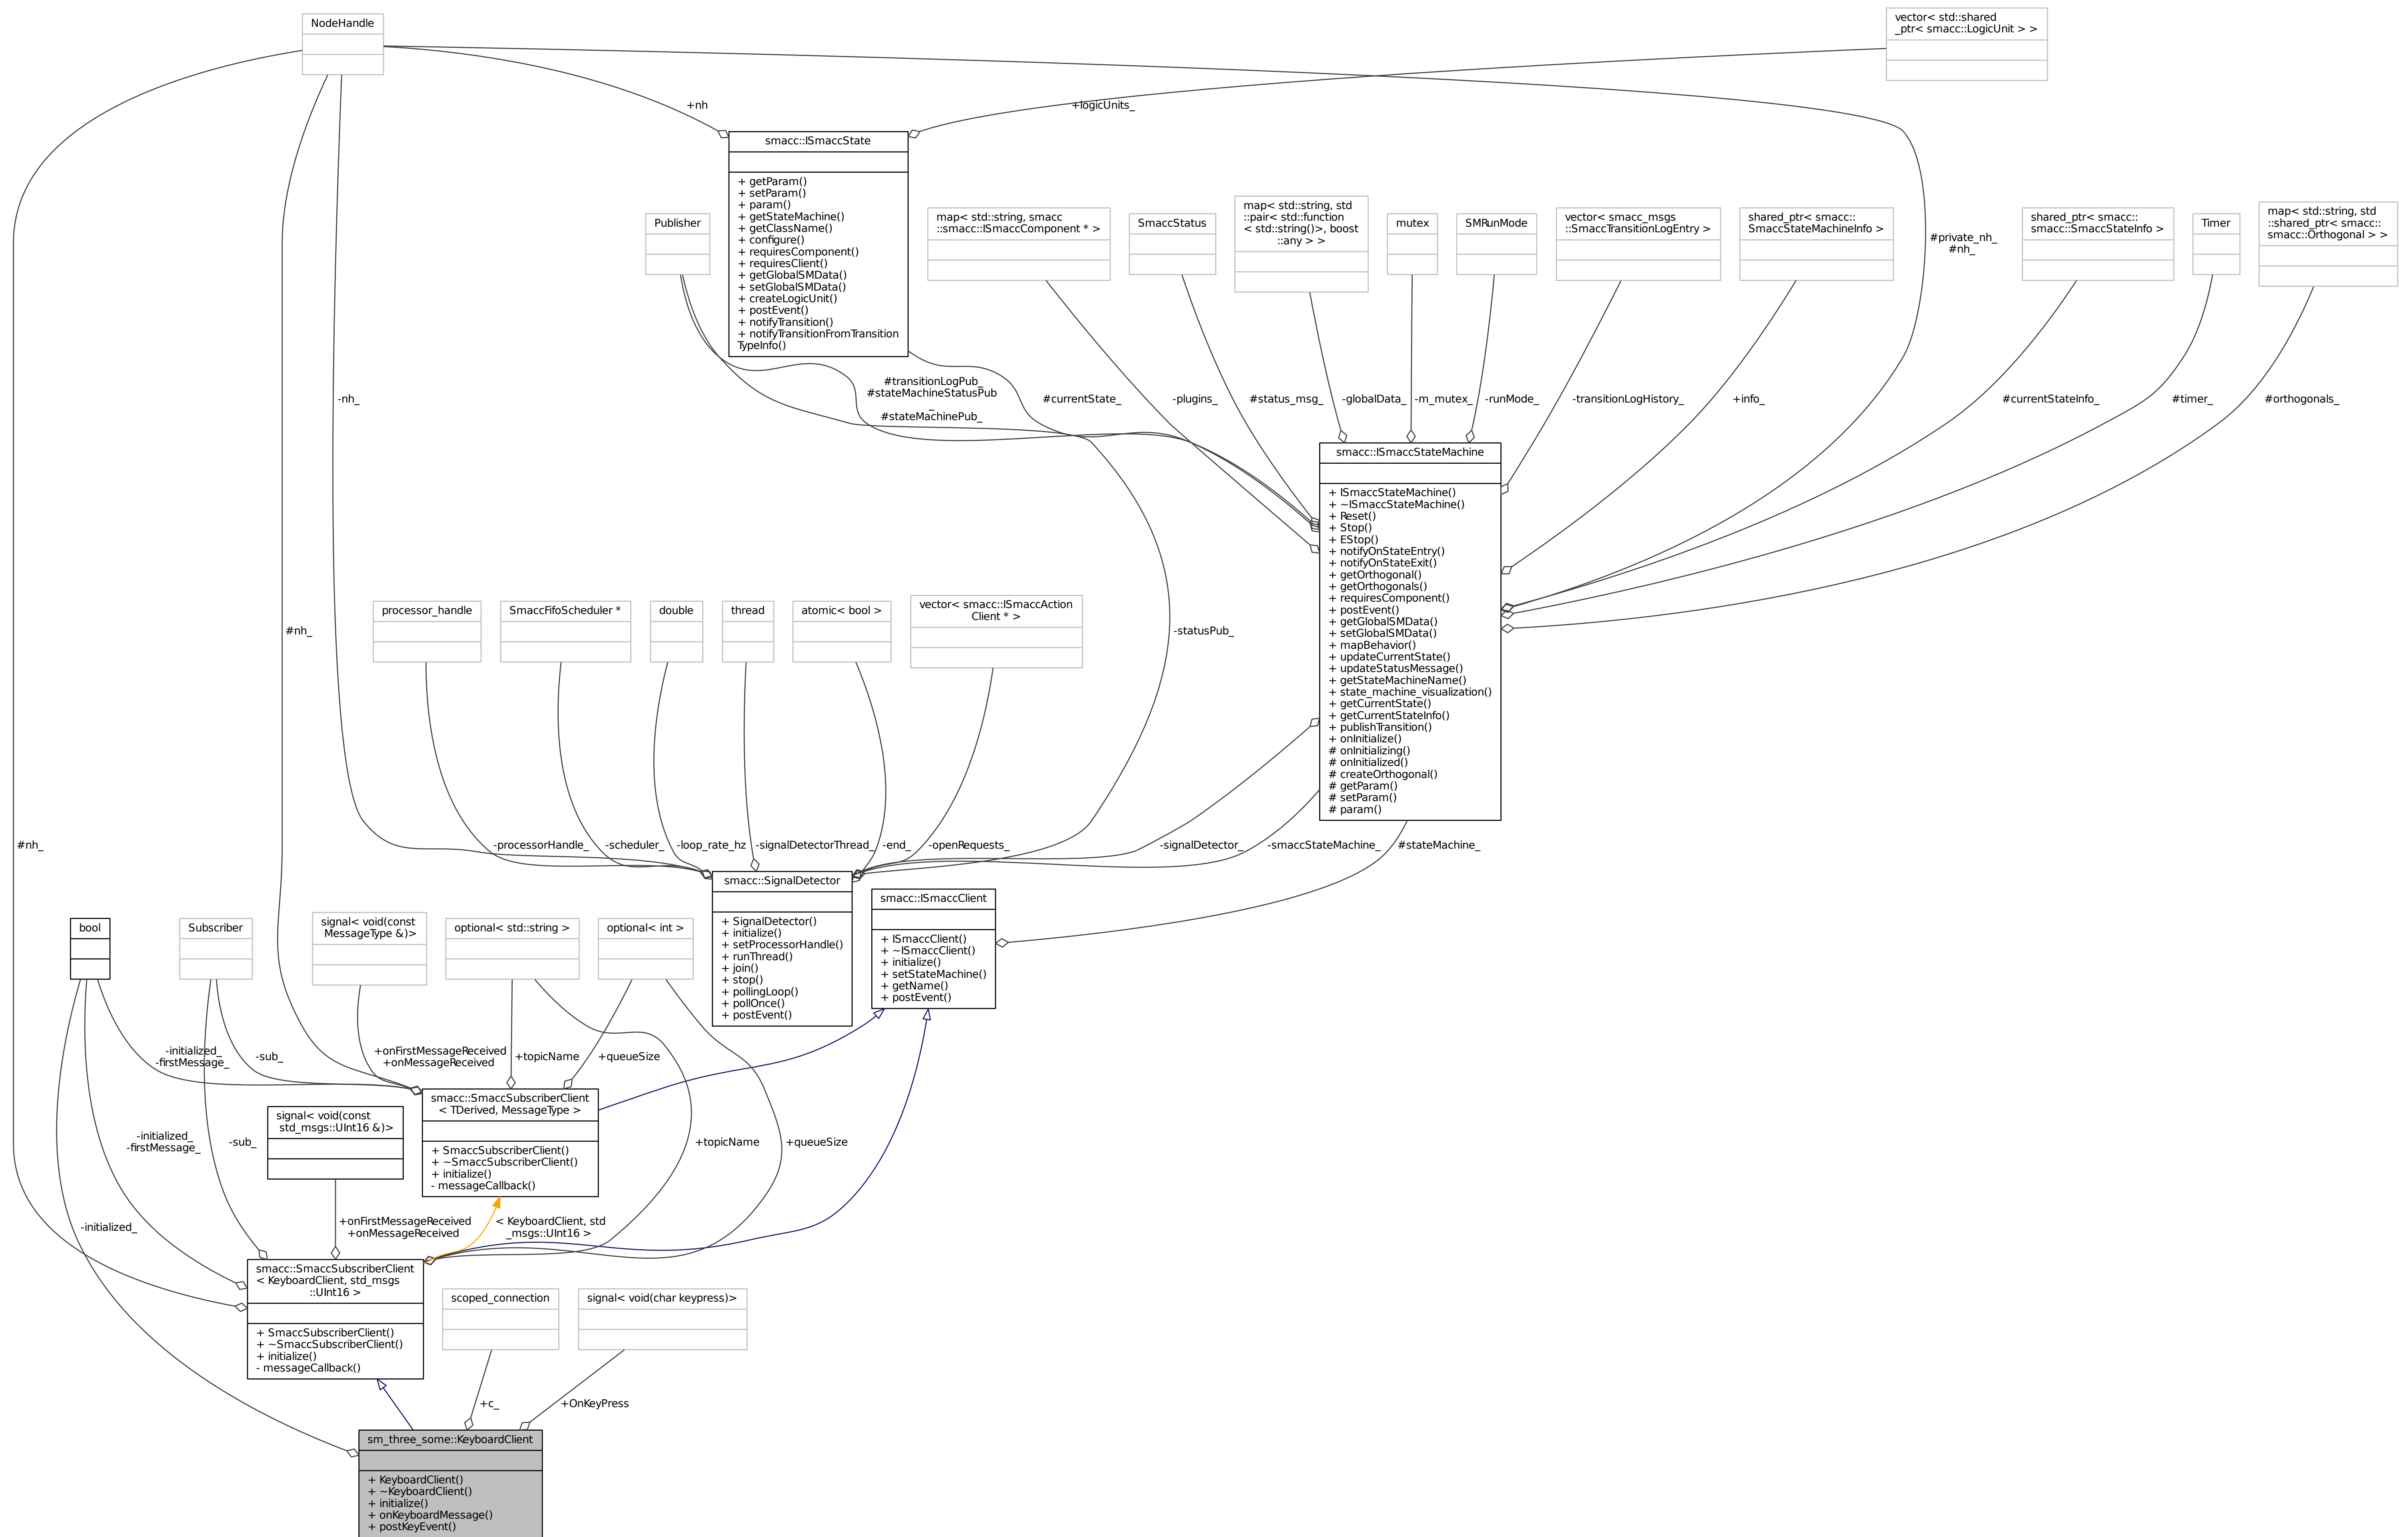 NodeHandle
vector< std::shared
_ptr< smacc::LogicUnit > >
+nh
+logicUnits_
smacc::ISmaccState
+ getParam()
+ setParam()
+ param()
+ getStateMachine()
+ getClassName()
+ configure()
+ requiresComponent()
+ requiresClient()
+ getGlobalSMData()
+ setGlobalSMData()
+ createLogicUnit()
+ postEvent()
+ notifyTransition()
+ notifyTransitionFromTransition
TypeInfo()
Publisher
map< std::string, smacc
::smacc::ISmaccComponent * >
SmaccStatus
map< std::string, std
::pair< std::function
< std::string()>, boost
::any > >
mutex
SMRunMode
vector< smacc_msgs
::SmaccTransitionLogEntry >
shared_ptr< smacc::
SmaccStateMachineInfo >
#private_nh_
#nh_
shared_ptr< smacc::
smacc::SmaccStateInfo >
Timer
map< std::string, std
::shared_ptr< smacc::
smacc::Orthogonal > >
-nh_
#transitionLogPub_
#stateMachineStatusPub
_
#stateMachinePub_
#currentState_
-plugins_
#status_msg_
-globalData_
-m_mutex_
-runMode_
-transitionLogHistory_
+info_
#currentStateInfo_
#timer_
#orthogonals_
smacc::ISmaccStateMachine
+ ISmaccStateMachine()
+ ~ISmaccStateMachine()
+ Reset()
+ Stop()
+ EStop()
+ notifyOnStateEntry()
+ notifyOnStateExit()
+ getOrthogonal()
+ getOrthogonals()
+ requiresComponent()
+ postEvent()
+ getGlobalSMData()
+ setGlobalSMData()
+ mapBehavior()
+ updateCurrentState()
+ updateStatusMessage()
+ getStateMachineName()
+ state_machine_visualization()
+ getCurrentState()
+ getCurrentStateInfo()
+ publishTransition()
+ onInitialize()
# onInitializing()
# onInitialized()
# createOrthogonal()
# getParam()
# setParam()
# param()
#nh_
processor_handle
SmaccFifoScheduler *
double
thread
atomic< bool >
vector< smacc::ISmaccAction
Client * >
-statusPub_
#nh_
-processorHandle_
-scheduler_
-loop_rate_hz
-signalDetectorThread_
-end_
-openRequests_
-signalDetector_
-smaccStateMachine_
#stateMachine_
smacc::SignalDetector
+ SignalDetector()
+ initialize()
+ setProcessorHandle()
+ runThread()
+ join()
+ stop()
+ pollingLoop()
+ pollOnce()
+ postEvent()
smacc::ISmaccClient
+ ISmaccClient()
+ ~ISmaccClient()
+ initialize()
+ setStateMachine()
+ getName()
+ postEvent()
bool
Subscriber
signal< void(const
MessageType &)>
optional< std::string >
optional< int >
-initialized_
-firstMessage_
-sub_
+onFirstMessageReceived
+onMessageReceived
+topicName
+queueSize
smacc::SmaccSubscriberClient
< TDerived, MessageType >
+ SmaccSubscriberClient()
+ ~SmaccSubscriberClient()
+ initialize()
- messageCallback()
signal< void(const
std_msgs::UInt16 &)>
-initialized_
-firstMessage_
-sub_
+topicName
+queueSize
-initialized_
+onFirstMessageReceived
+onMessageReceived
< KeyboardClient, std
_msgs::UInt16 >
smacc::SmaccSubscriberClient
< KeyboardClient, std_msgs
::UInt16 >
+ SmaccSubscriberClient()
+ ~SmaccSubscriberClient()
+ initialize()
- messageCallback()
scoped_connection
signal< void(char keypress)>
+c_
+OnKeyPress
sm_three_some::KeyboardClient
+ KeyboardClient()
+ ~KeyboardClient()
+ initialize()
+ onKeyboardMessage()
+ postKeyEvent()